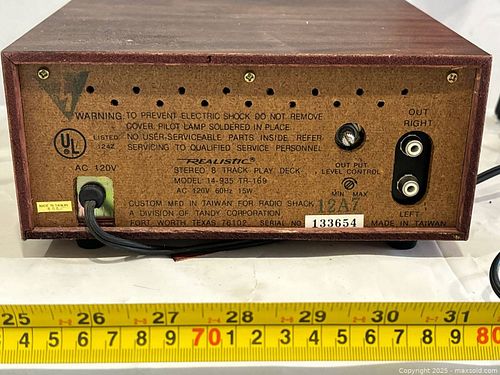 WARNING: TO PREVENT ELECTRIC SHOCK DO NOT REMOVE
COVER. PILOT LAMP SOLDERED IN PLACE.
NO USER-SERVICEABLE PARTS INSIDE. REFER
SERVICING TO QUALIFIED SERVICE PERSONNEL
UL
LISTED
124Z
REALISTIC®
STEREO 8 TRACK PLAY DECK
MODEL: 14-935 TR-169
AC 120V 60Hz 15W
AC 120V
CUSTOM MFD IN TAIWAN FOR RADIO SHACK
A DIVISION OF TANDY CORPORATION
FORT WORTH TEXAS 76102. SERIAL NO
133654
12A7
MADE IN TAIWAN
OUT PUT
LEVEL CONTROL
MIN MAX
OUT
RIGHT
LEFT
25 26 27 28 29 30 31
4 5 6 7 8 9 70 1 2 3 4 5 6 7 8 9 80
Copyright © 2025 - maxsold.com